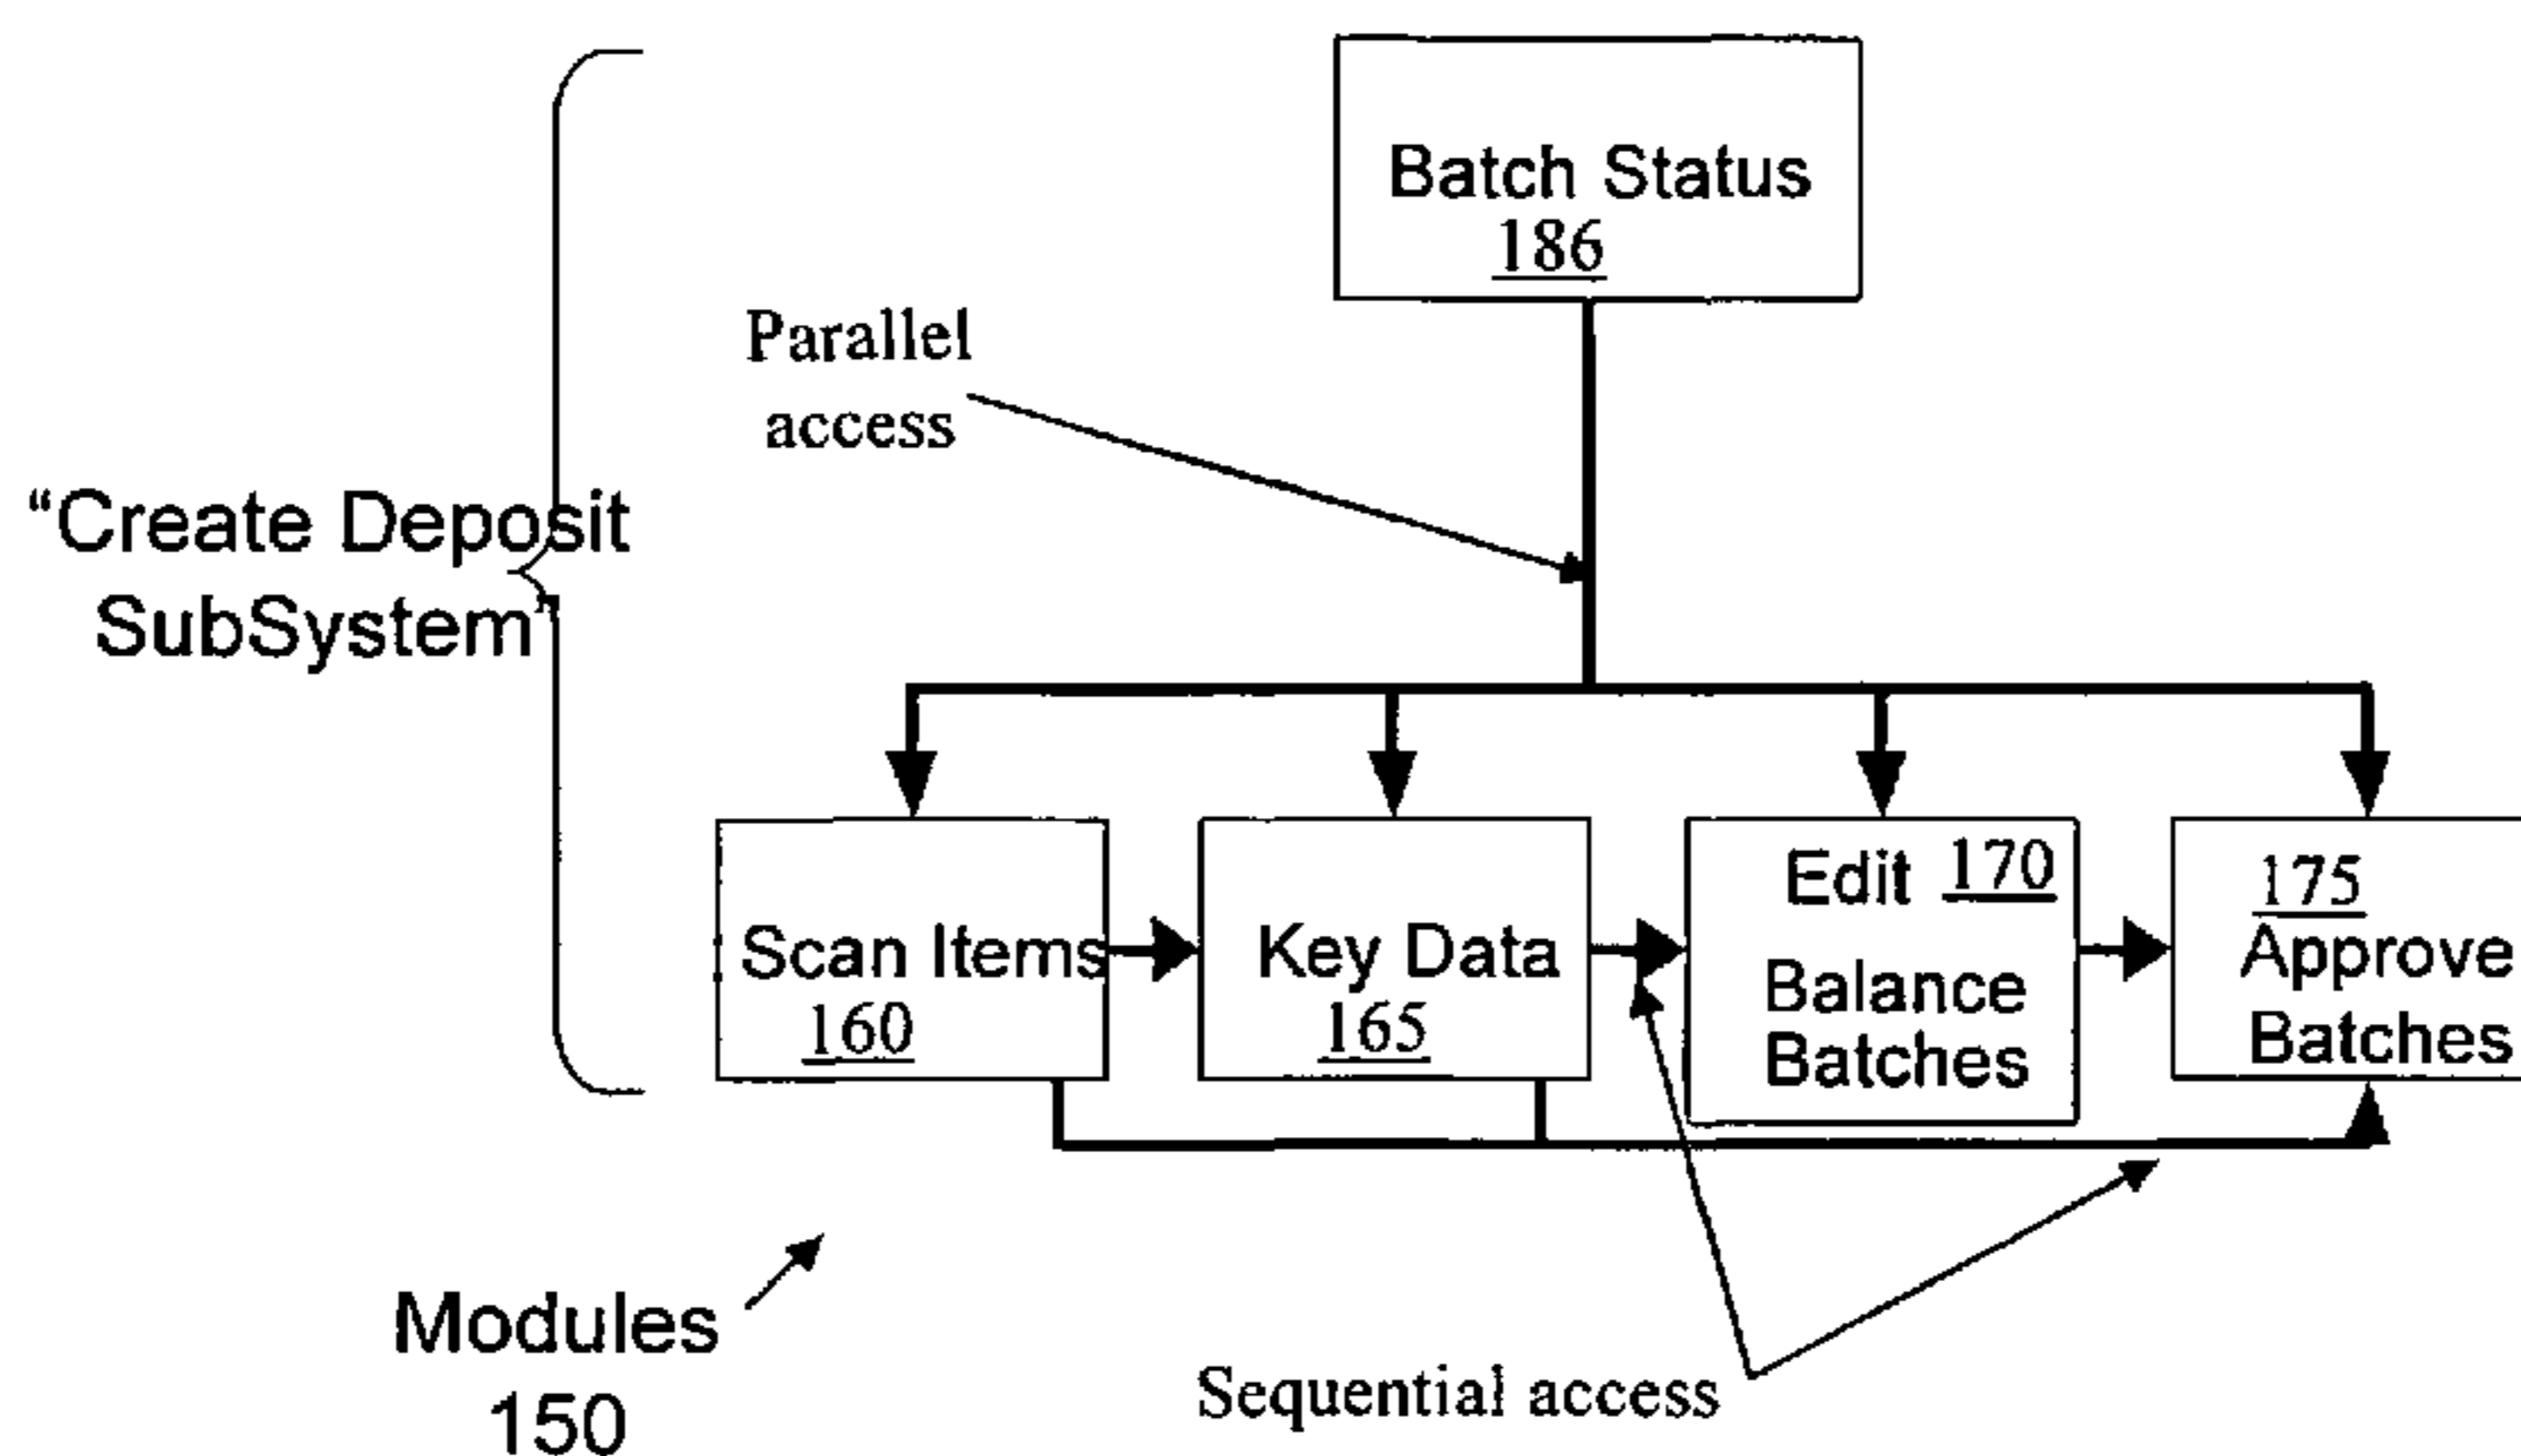 Batch Status
186
Parallel
access
“Create Deposit
SubSystem”
Scan Items
160
Key Data
165
Edit 170
Balance
Batches
175
Approve
Batches
Modules
150
Sequential access